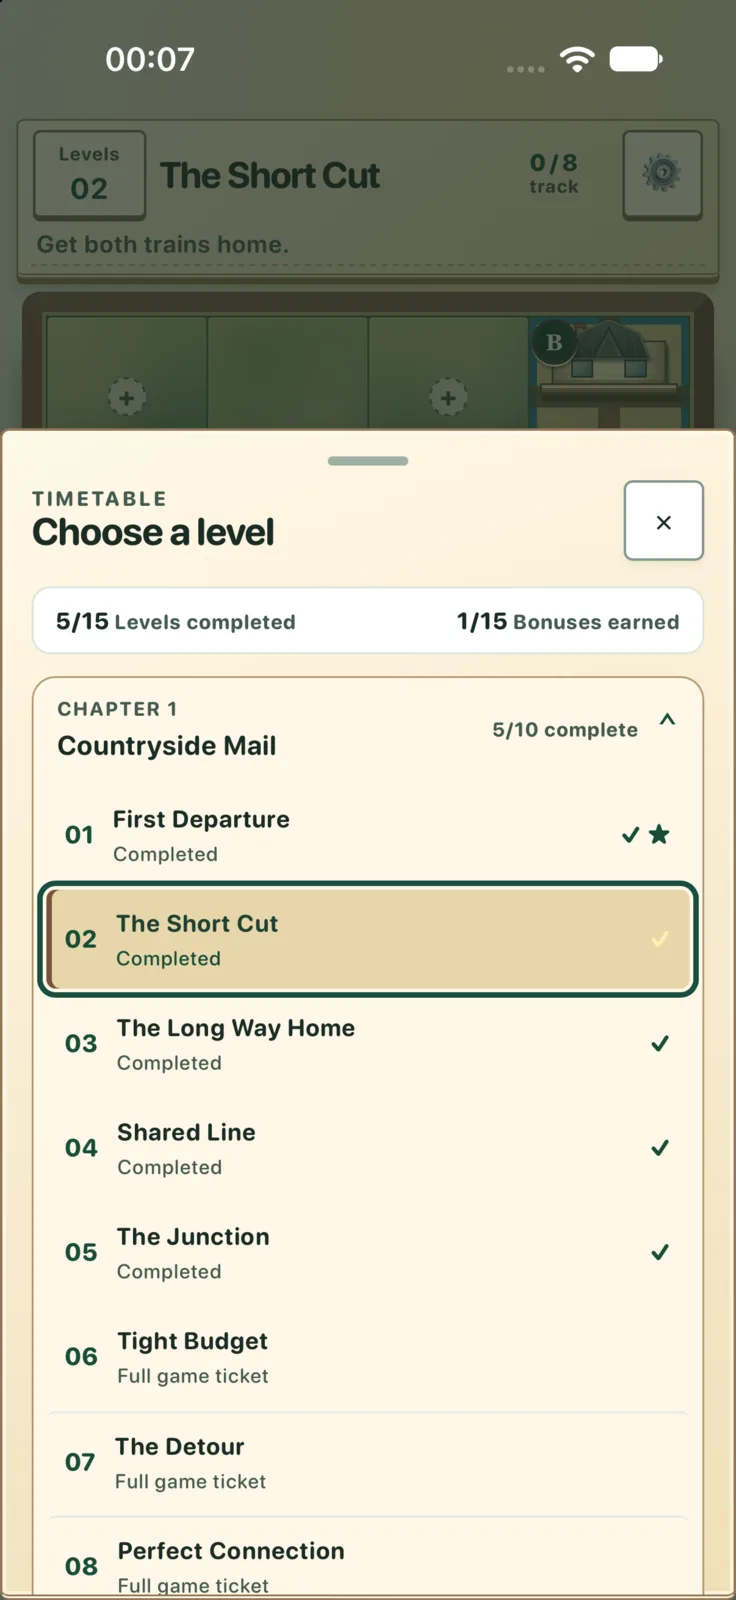 00:07
Levels
02
The Short Cut
0/8
track
Get both trains home.
B
TIMETABLE
Choose a level
5/15 Levels completed
1/15 Bonuses earned
CHAPTER 1
Countryside Mail
5/10 complete
01
First Departure
Completed
02
The Short Cut
Completed
03
The Long Way Home
Completed
04
Shared Line
Completed
05
The Junction
Completed
06
Tight Budget
Full game ticket
07
The Detour
Full game ticket
08
Perfect Connection
Full game ticket